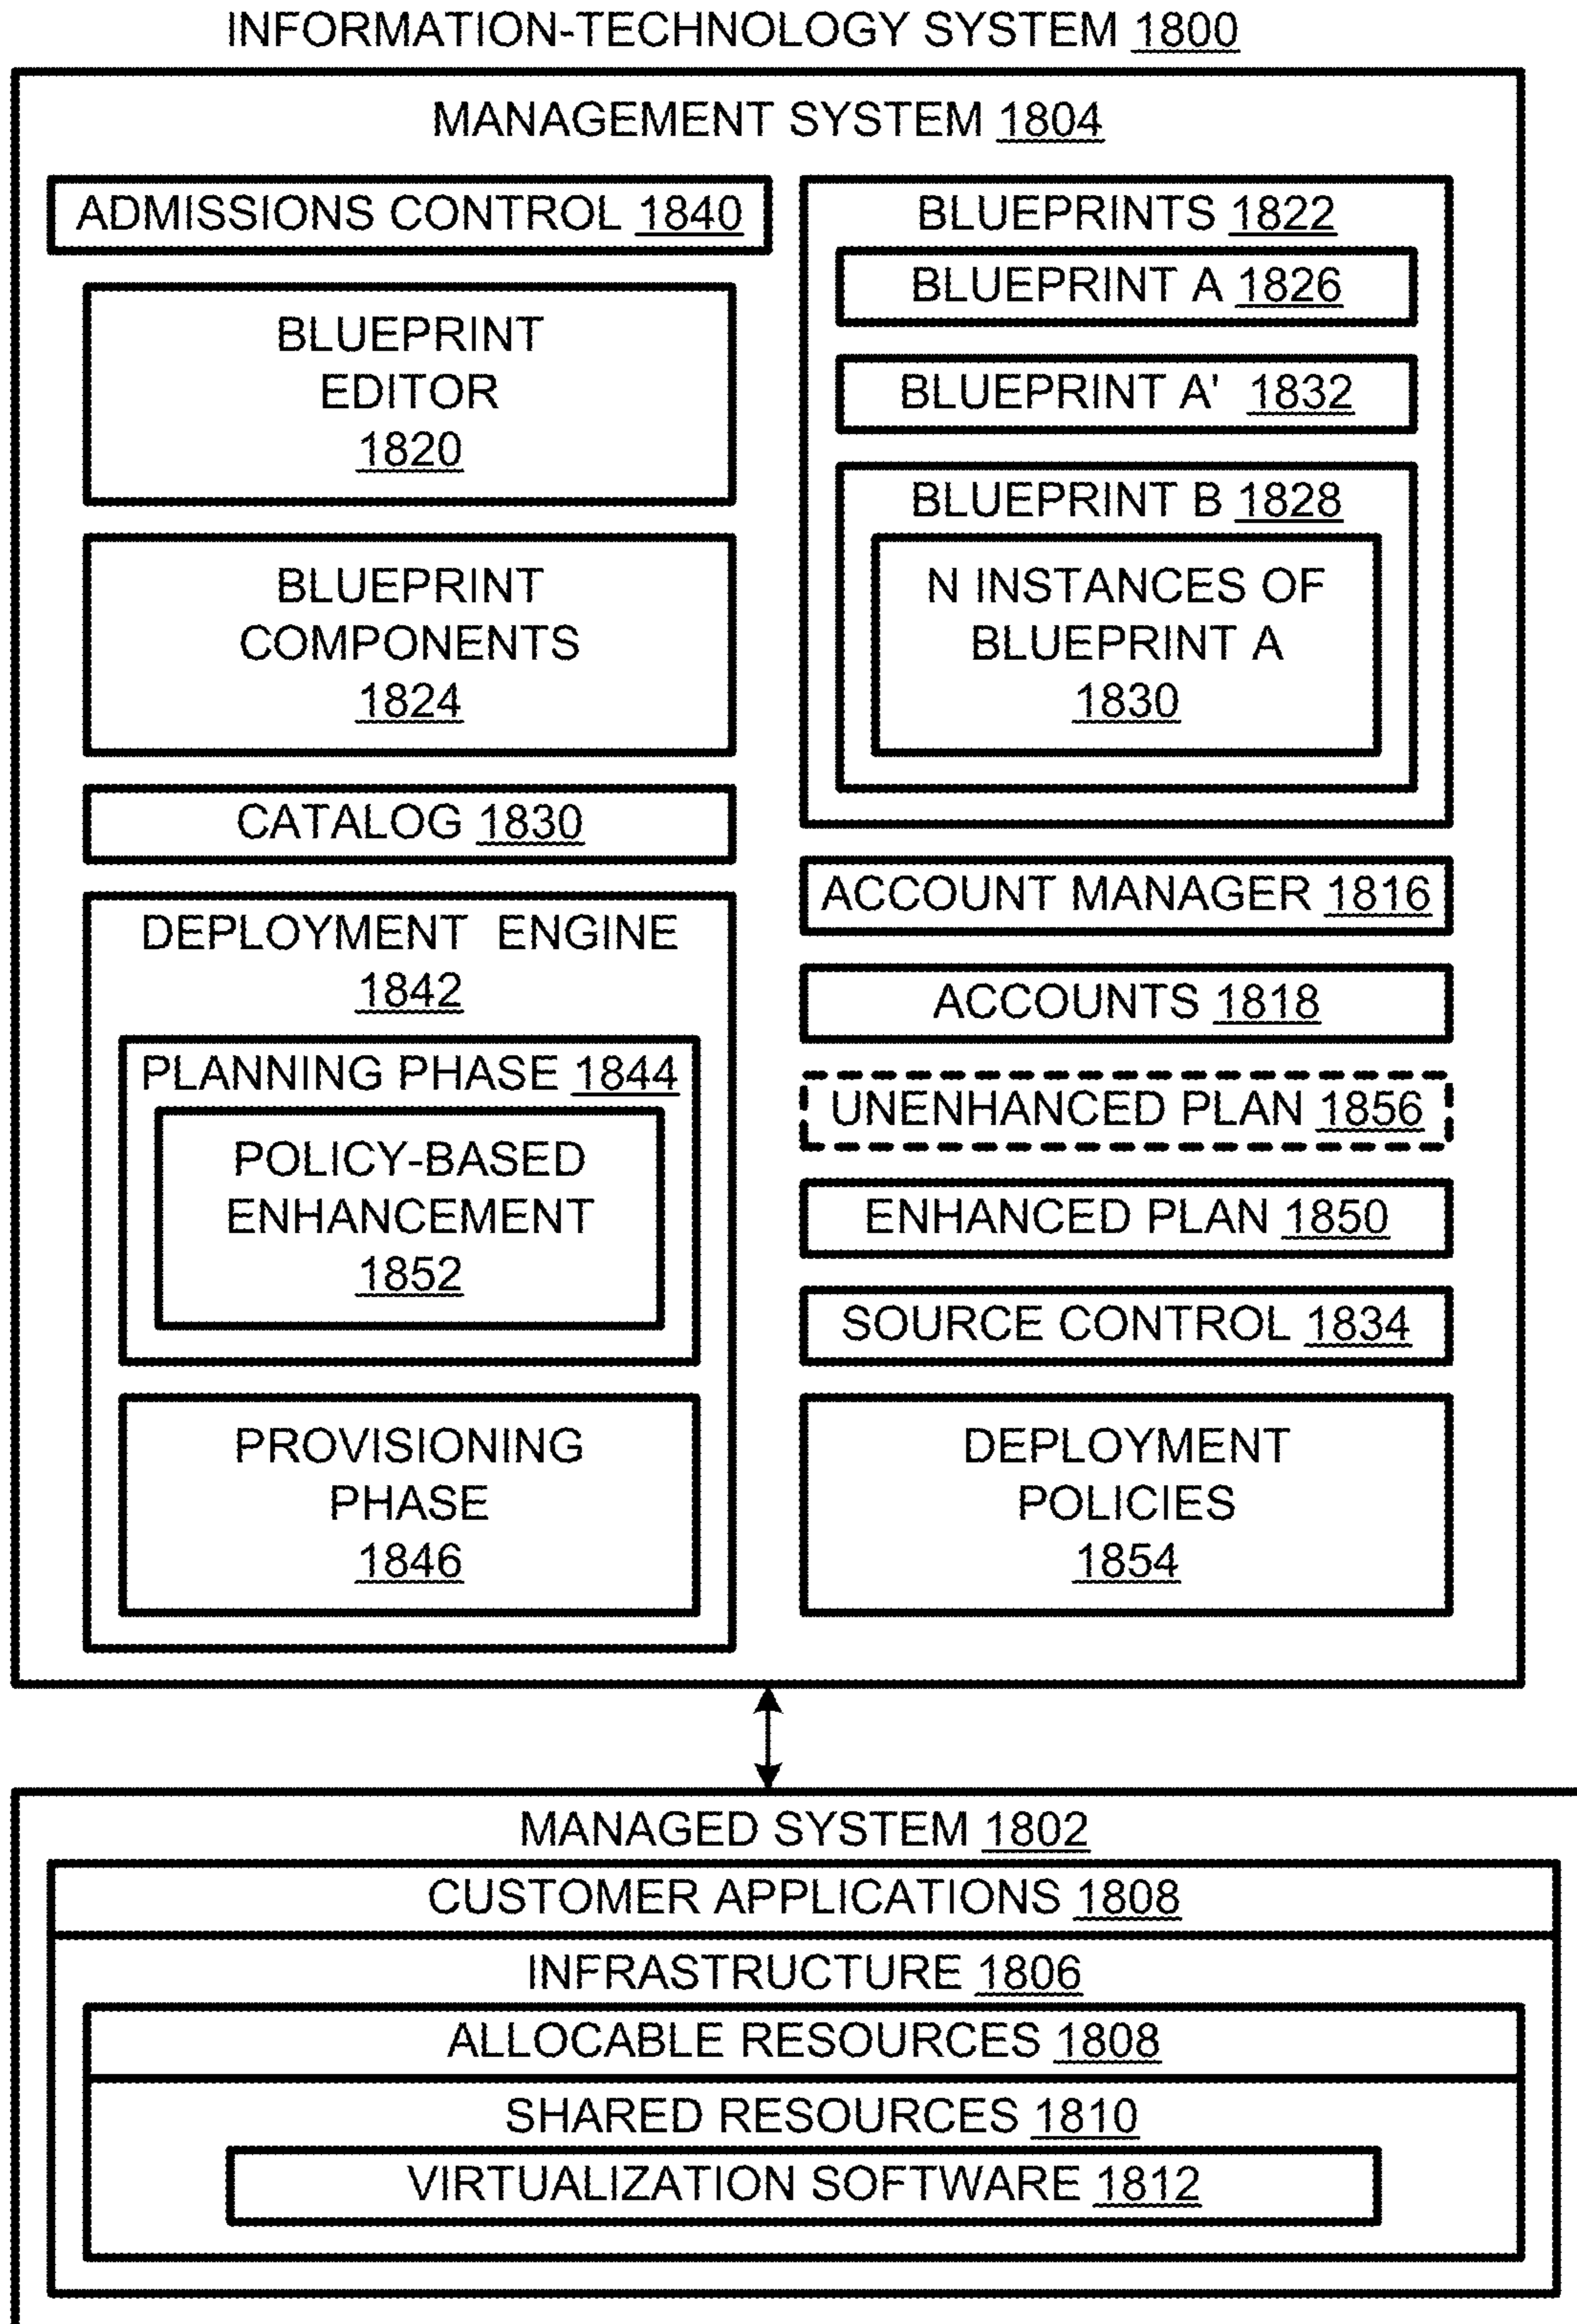 INFORMATION-TECHNOLOGY SYSTEM 1800
MANAGEMENT SYSTEM 1804
ADMISSIONS CONTROL 1840
BLUEPRINT
EDITOR
1820
BLUEPRINT
COMPONENTS
1824
CATALOG 1830
DEPLOYMENT ENGINE
1842
PLANNING PHASE 1844
POLICY-BASED
ENHANCEMENT
1852
PROVISIONING
PHASE
1846
BLUEPRINTS 1822
BLUEPRINT A 1826
BLUEPRINT A' 1832
BLUEPRINT B 1828
N INSTANCES OF
BLUEPRINT A
1830
ACCOUNT MANAGER 1816
ACCOUNTS 1818
UNENHANCED PLAN 1856
ENHANCED PLAN 1850
SOURCE CONTROL 1834
DEPLOYMENT
POLICIES
1854
MANAGED SYSTEM 1802
CUSTOMER APPLICATIONS 1808
INFRASTRUCTURE 1806
ALLOCABLE RESOURCES 1808
SHARED RESOURCES 1810
VIRTUALIZATION SOFTWARE 1812